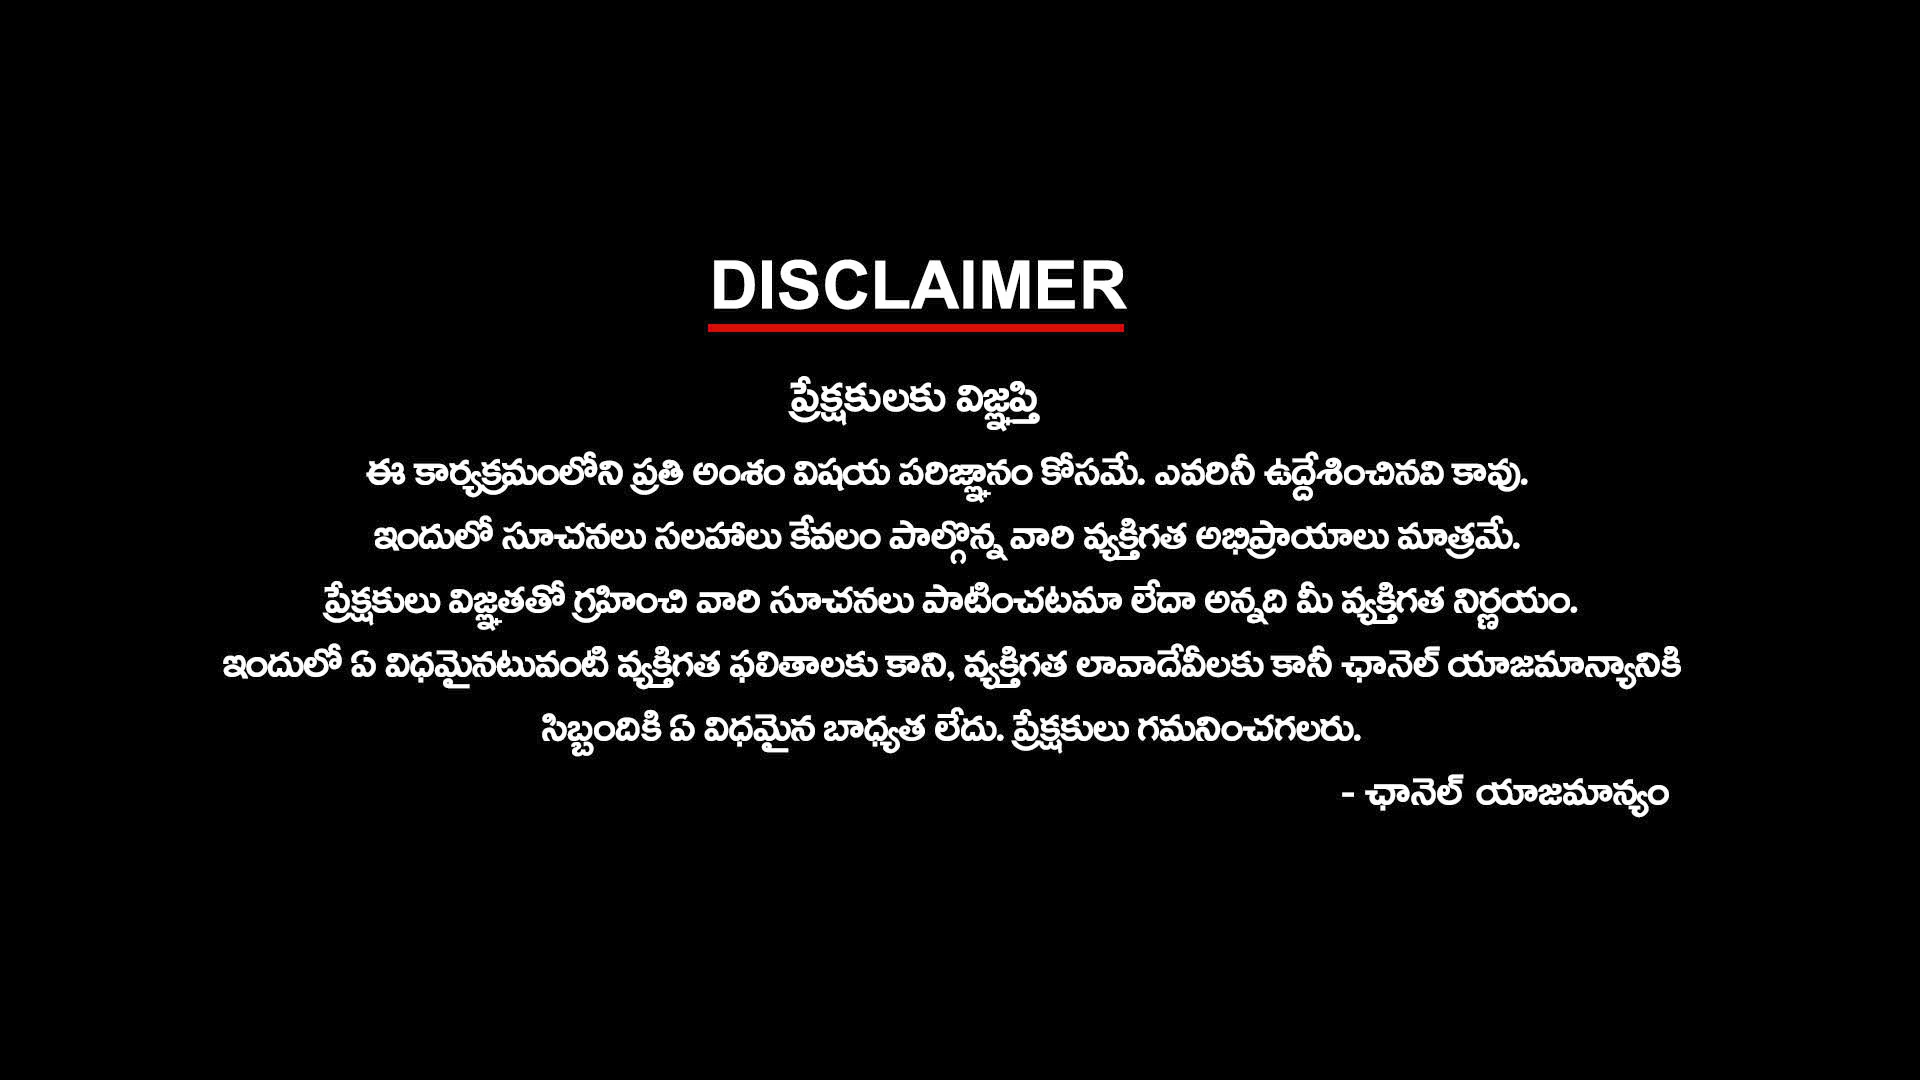 DISCLAIMER
ప్రేక్షకులకు విజ్ఞప్తి
ఈ కార్యక్రమంలోని ప్రతి అంశం విషయ పరిజ్ఞానం కోసమే. ఎవరినీ ఉద్దేశించినవి కావు.
ఇందులో సూచనలు సలహాలు కేవలం పాల్గొన్న వారి వ్యక్తిగత అభిప్రాయాలు మాత్రమే.
ప్రేక్షకులు విజ్ఞతతో గ్రహించి వారి సూచనలు పాటించటమా లేదా అన్నది మీ వ్యక్తిగత నిర్ణయం.
ఇందులో ఏ విధమైనటువంటి వ్యక్తిగత ఫలితాలకు కాని, వ్యక్తిగత లావాదేవీలకు కానీ ఛానెల్ యాజమాన్యానికి
సిబ్బందికి ఏ విధమైన బాధ్యత లేదు. ప్రేక్షకులు గమనించగలరు.
- ఛానెల్ యాజమాన్యం